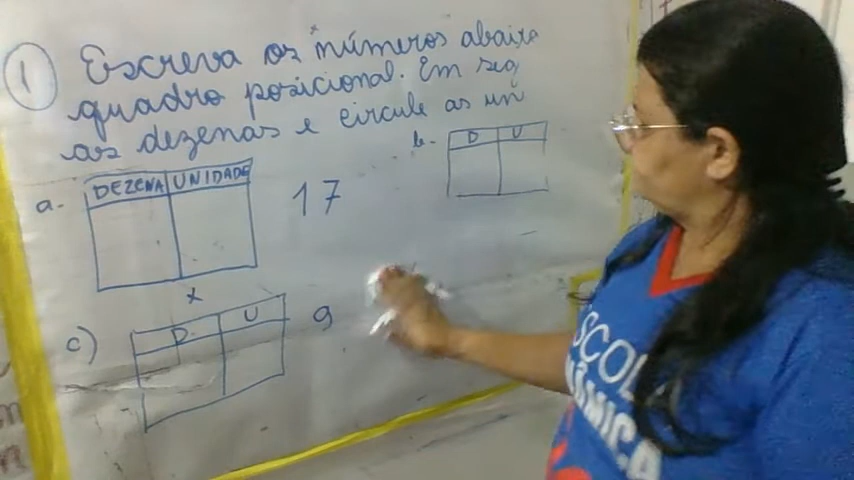 1 Escreva os números abaixo
quadro posicional. Em seg
as dezenas e circule as un
a- DEZENA UNIDADE 17
b- D U
c) D U 9
ESCOLA
DINÂMICA